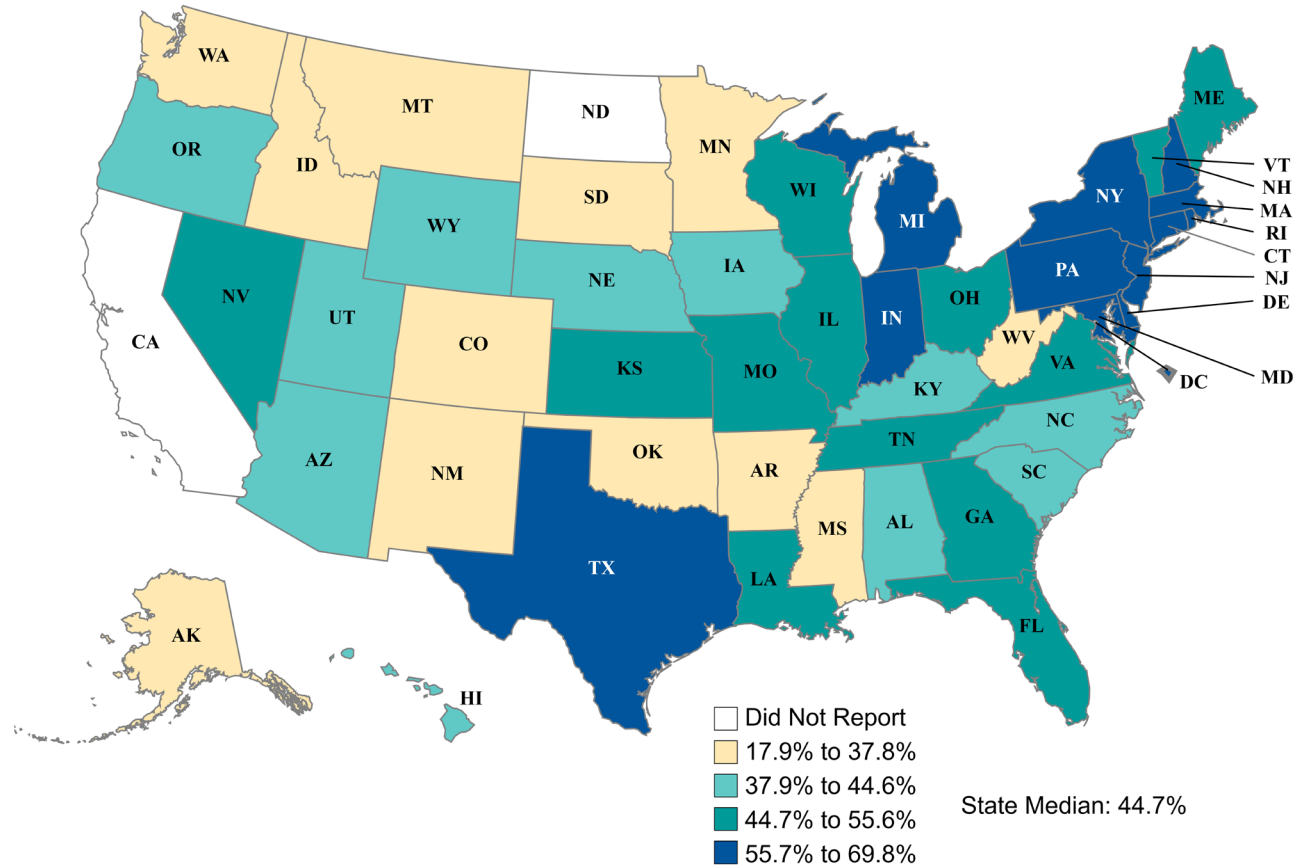 WA
MT
ND
MN
OR
ID
SD
WY
WI
MI
NY
ME
VT
NH
MA
RI
CT
NJ
DE
MD
DC
NV
UT
CO
NE
IA
IL
IN
OH
PA
WV
VA
CA
KS
MO
KY
NC
TN
SC
AZ
NM
OK
AR
MS
AL
GA
TX
LA
FL
AK
HI
Did Not Report
17.9% to 37.8%
37.9% to 44.6%
44.7% to 55.6%
55.7% to 69.8%
State Median: 44.7%